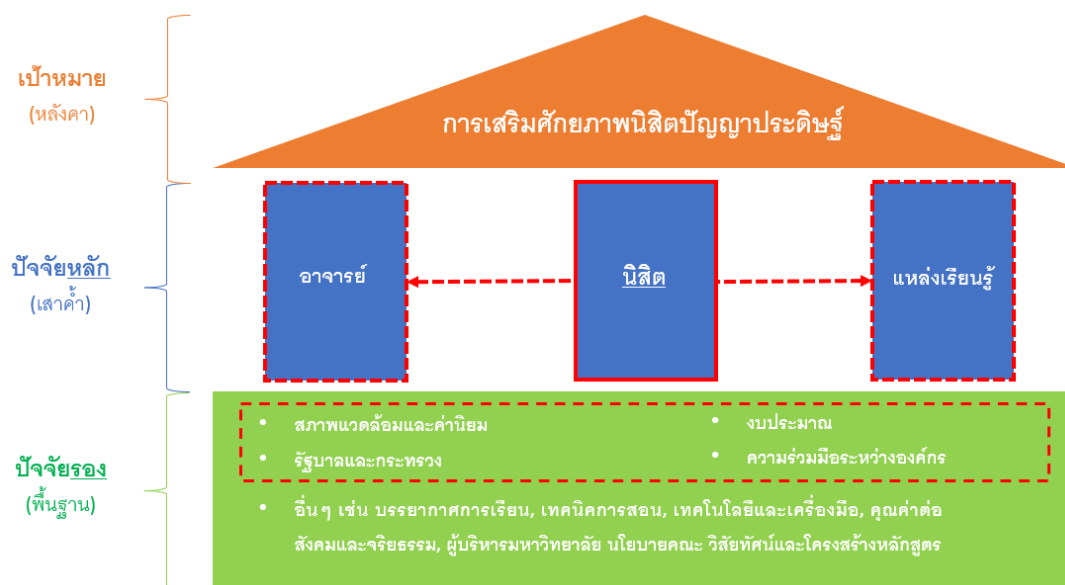 เป้าหมาย
(หลังคา)
การเสริมศักยภาพนิสิตปัญญาประดิษฐ์
ปัจจัยหลัก
(เสาค้ำ)
อาจารย์
นิสิต
แหล่งเรียนรู้
ปัจจัยรอง
(พื้นฐาน)
• สภาพแวดล้อมและค่านิยม
• รัฐบาลและกระทรวง
• งบประมาณ
• ความร่วมมือระหว่างองค์กร
• อื่นๆ เช่น บรรยากาศการเรียน, เทคนิคการสอน, เทคโนโลยีและเครื่องมือ, คุณค่าต่อ
สังคมและจริยธรรม, ผู้บริหารมหาวิทยาลัย นโยบายคณะ วิสัยทัศน์และโครงสร้างหลักสูตร